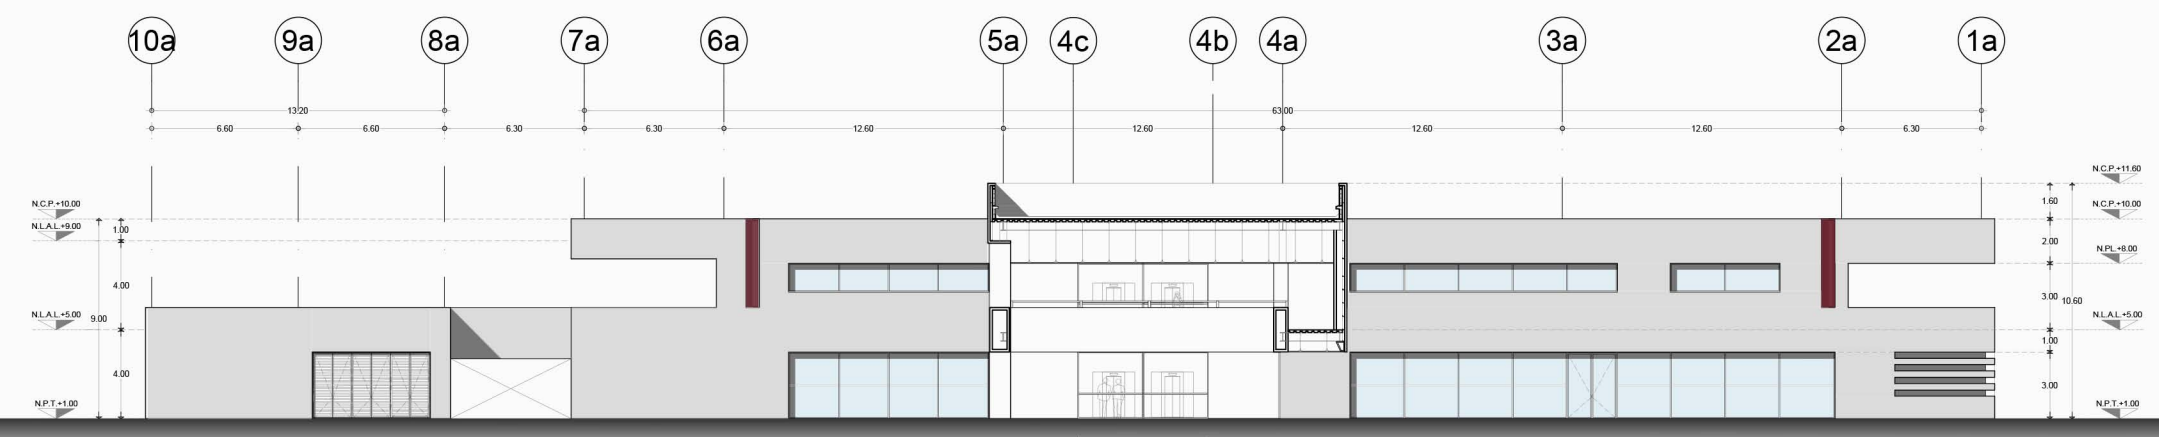 10a 9a 8a 7a 6a 5a 4c 4b 4a 3a 2a 1a
13.20 63.00
6.60 6.60 6.30 6.30 12.60 12.60 12.60 12.60 6.30
N.C.P.+11.60
N.C.P.+10.00 1.60 N.C.P.+10.00
N.L.A.L.+9.00 1.00
2.00 N.PL.+8.00
4.00 3.00 10.60
N.L.A.L.+5.00 9.00 N.L.A.L.+5.00
1.00
4.00 3.00
N.P.T.+1.00 N.P.T.+1.00